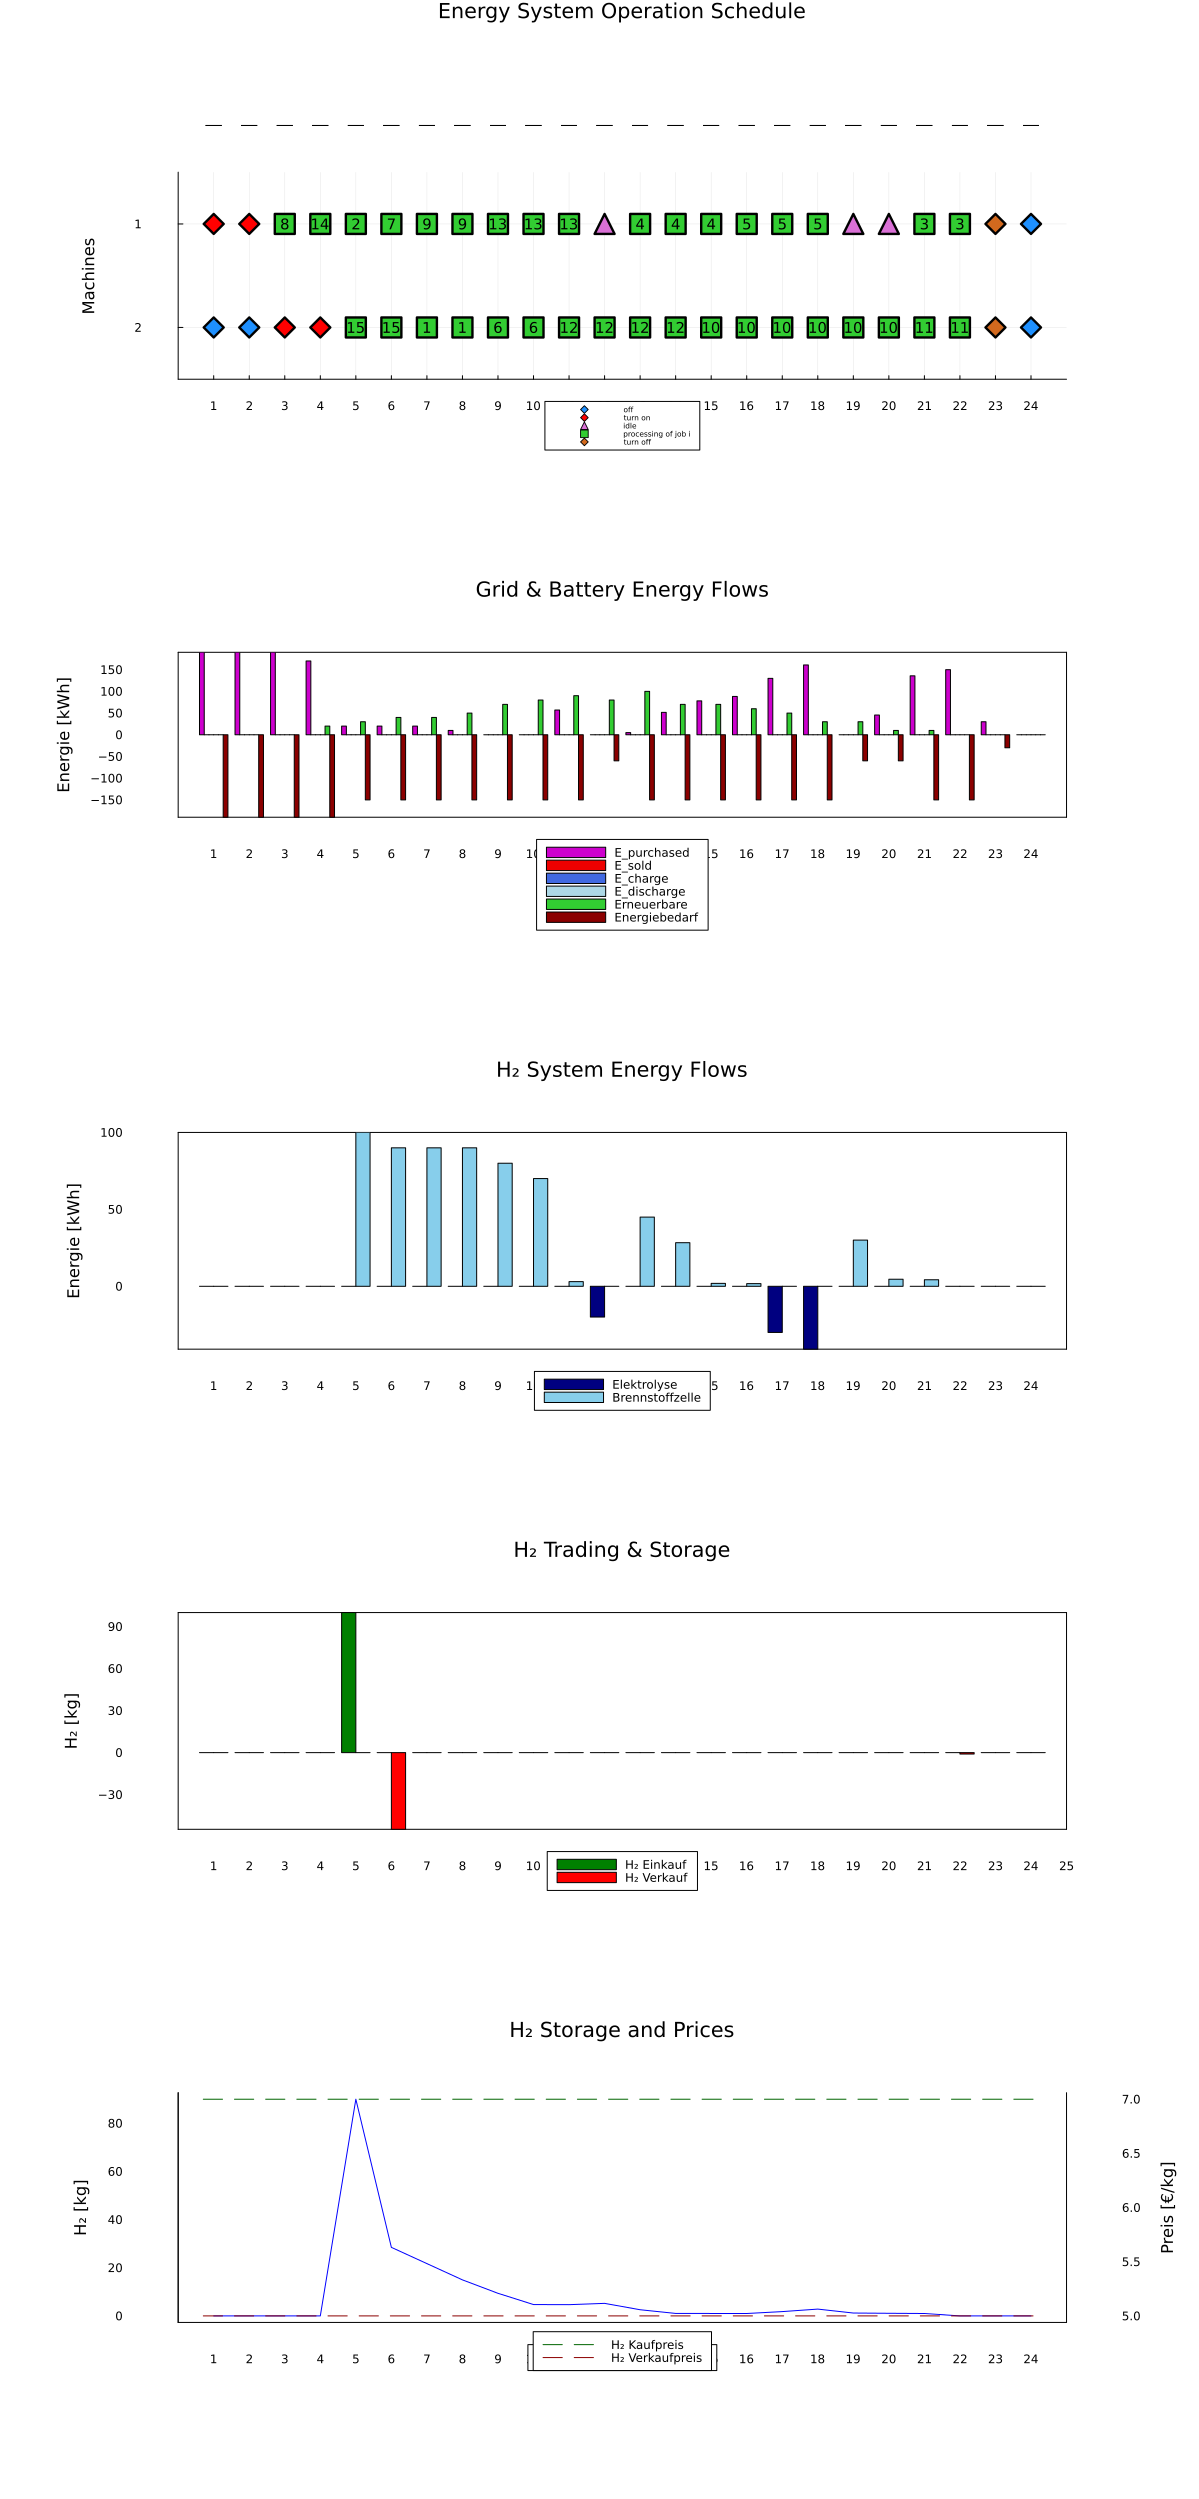 Energy System Operation Schedule
Machines
1
8 14 2 7 9 9 13 13 13 4 4 4 5 5 5 3 3
2
15 15 1 1 6 6 12 12 12 12 10 10 10 10 10 10 11 11
1 2 3 4 5 6 7 8 9 10 15 16 17 18 19 20 21 22 23 24
off
turn on
idle
processing of job i
turn off
Grid & Battery Energy Flows
Energie [kWh]
150
100
50
0
−50
−100
−150
1 2 3 4 5 6 7 8 9 10 15 16 17 18 19 20 21 22 23 24
E_purchased
E_sold
E_charge
E_discharge
Erneuerbare
Energiebedarf
H₂ System Energy Flows
Energie [kWh]
100
50
0
1 2 3 4 5 6 7 8 9 16 17 18 19 20 21 22 23 24
Elektrolyse
Brennstoffzelle
H₂ Trading & Storage
H₂ [kg]
90
60
30
0
−30
1 2 3 4 5 6 7 8 9 10 15 16 17 18 19 20 21 22 23 24 25
H₂ Einkauf
H₂ Verkauf
H₂ Storage and Prices
H₂ [kg]
80
60
40
20
0
7.0
6.5
6.0
5.5
5.0
Preis [€/kg]
1 2 3 4 5 6 7 8 9 16 17 18 19 20 21 22 23 24
H₂ Kaufpreis
H₂ Verkaufpreis